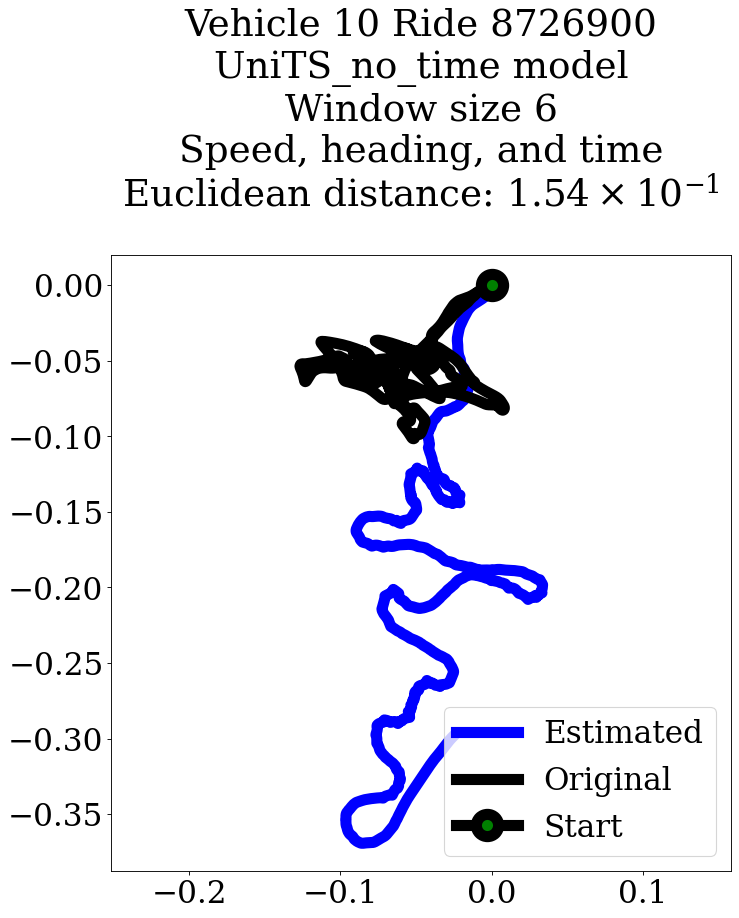 Vehicle 10 Ride 8726900
UniTS_no_time model
Window size 6
Speed, heading, and time
Euclidean distance: 1.54 × 10⁻¹
0.00
−0.05
−0.10
−0.15
−0.20
−0.25
−0.30
−0.35
Estimated
Original
Start
−0.2
−0.1
0.0
0.1